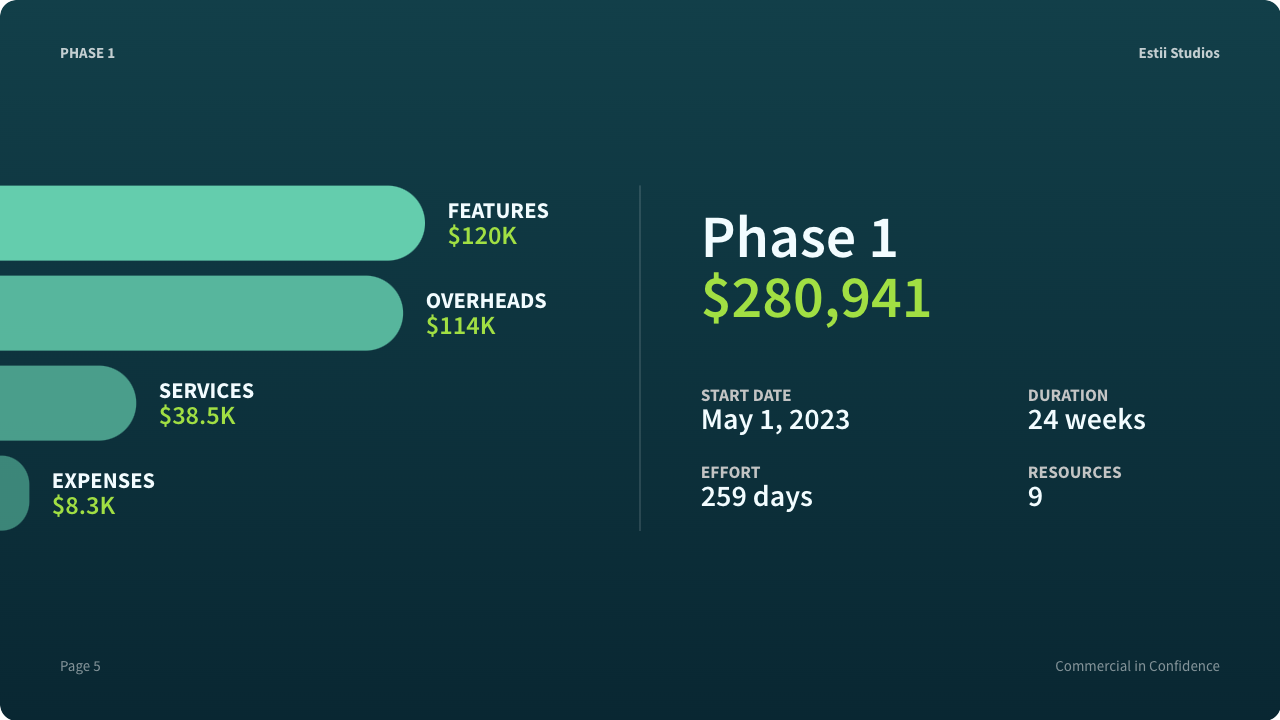 PHASE 1
Estii Studios
FEATURES
$120K
OVERHEADS
$114K
SERVICES
$38.5K
EXPENSES
$8.3K
Phase 1
$280,941
START DATE
May 1, 2023
DURATION
24 weeks
EFFORT
259 days
RESOURCES
9
Page 5
Commercial in Confidence